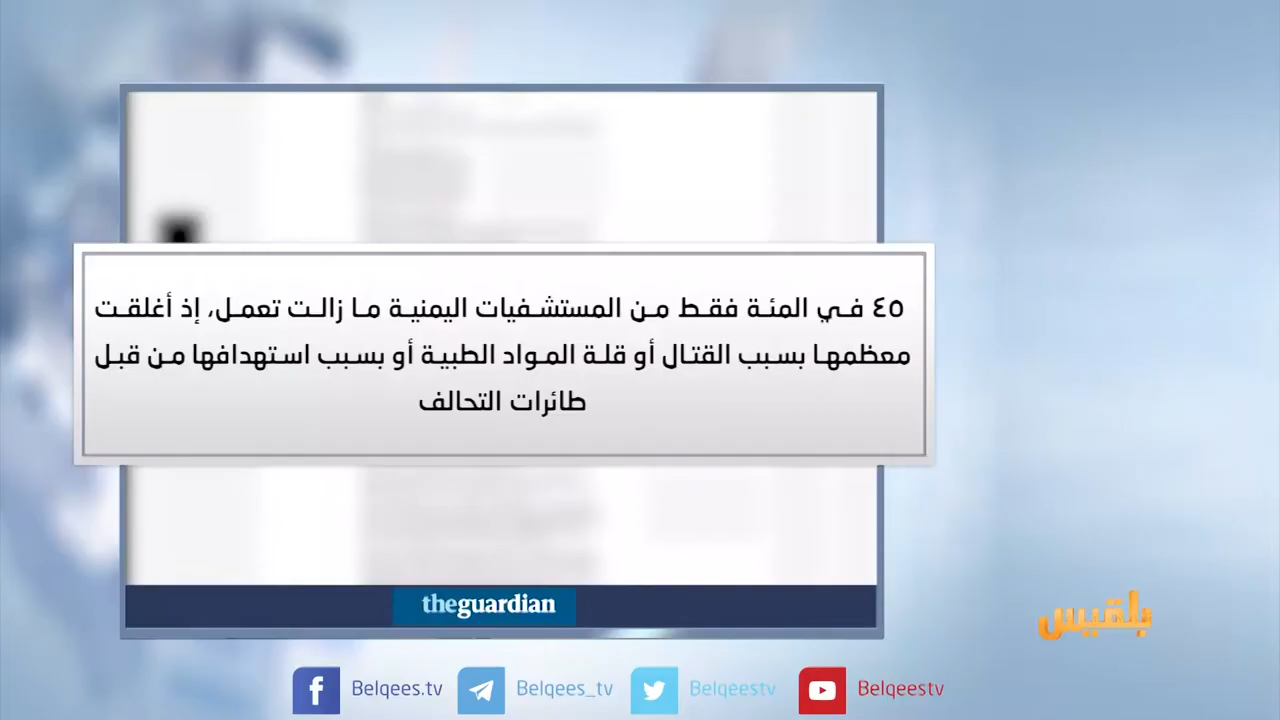 ٤٥ في المئة فقط من المستشفيات اليمنية ما زالت تعمل، إذ أغلقت
معظمها بسبب القتال أو قلة المواد الطبية أو بسبب استهدافها من قبل
طائرات التحالف
theguardian
بلقيس
Belqees.tv
Belqees_tv
Belqeestv
Belqeestv